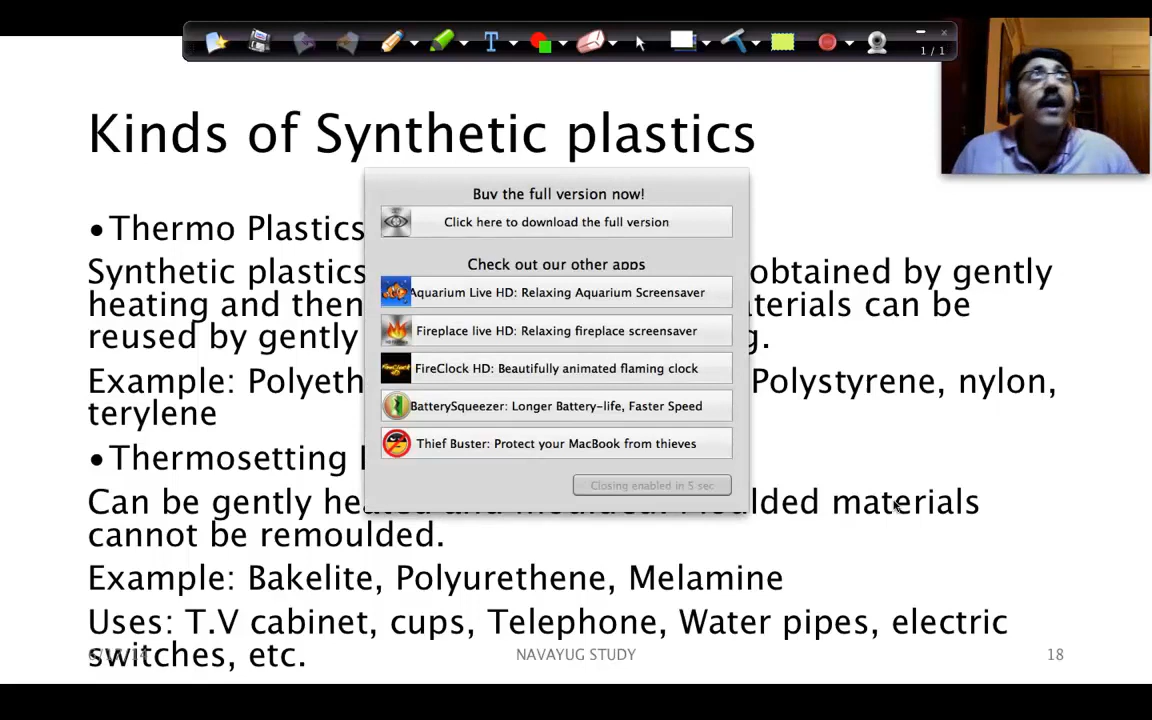 1 / 1
Kinds of Synthetic plastics
Buy the full version now!
Click here to download the full version
Check out our other apps
Aquarium Live HD: Relaxing Aquarium Screensaver
Fireplace live HD: Relaxing fireplace screensaver
FireClock HD: Beautifully animated flaming clock
BatterySqueezer: Longer Battery-life, Faster Speed
Thief Buster: Protect your MacBook from thieves
Closing enabled in 5 sec
•Thermo Plastics
Synthetic plastics obtained by gently
heating and then materials can be
reused by gently
Example: Polyeth Polystyrene, nylon,
terylene
•Thermosetting
Can be gently heated and moulded. Moulded materials
cannot be remoulded.
Example: Bakelite, Polyurethene, Melamine
Uses: T.V cabinet, cups, Telephone, Water pipes, electric
switches, etc.
NAVAYUG STUDY
18